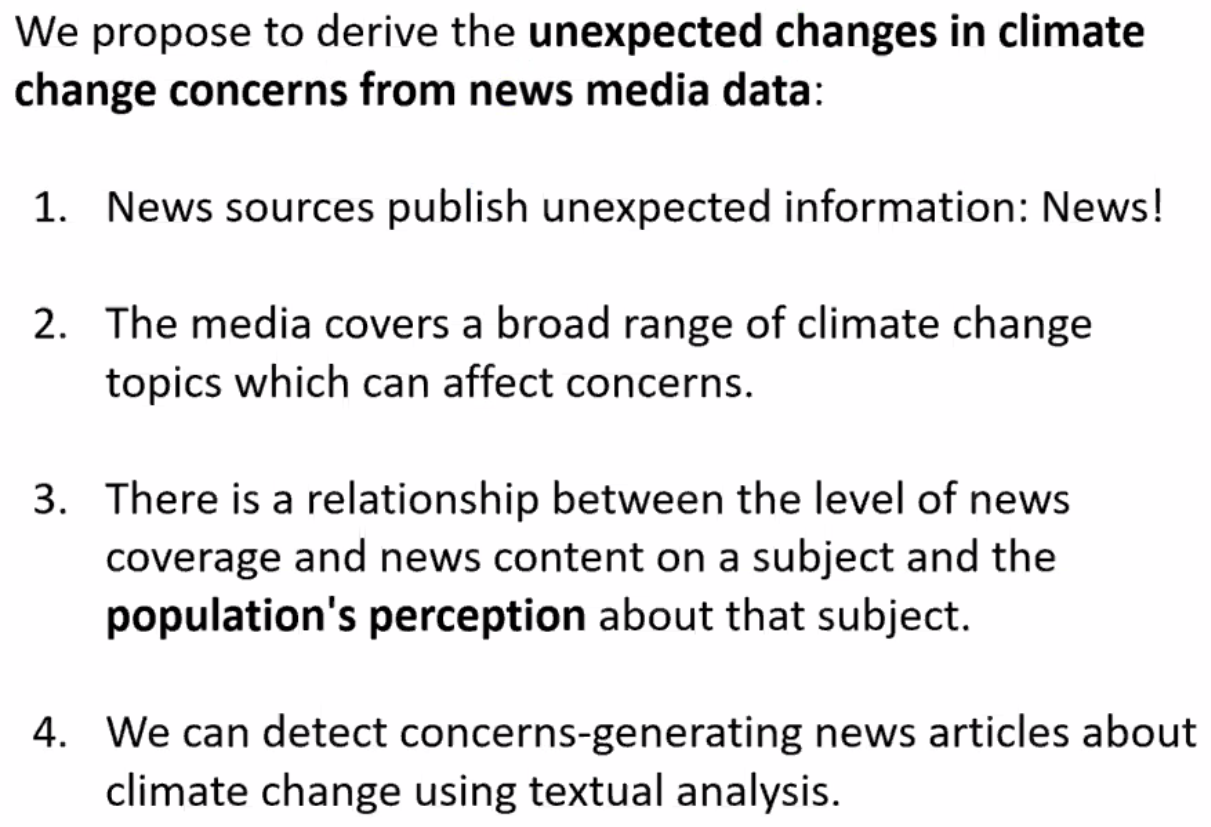 We propose to derive the unexpected changes in climate
change concerns from news media data:
1. News sources publish unexpected information: News!
2. The media covers a broad range of climate change
topics which can affect concerns.
3. There is a relationship between the level of news
coverage and news content on a subject and the
population's perception about that subject.
4. We can detect concerns-generating news articles about
climate change using textual analysis.